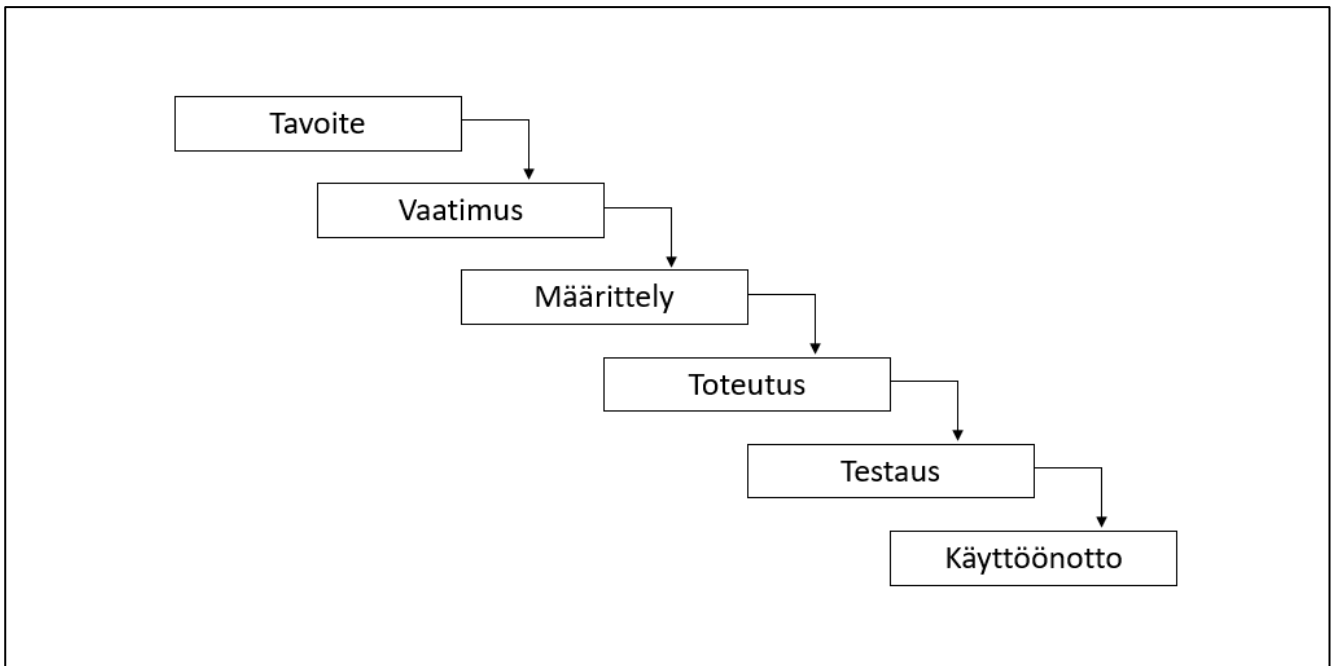 Tavoite
Vaatimus
Määrittely
Toteutus
Testaus
Käyttöönotto